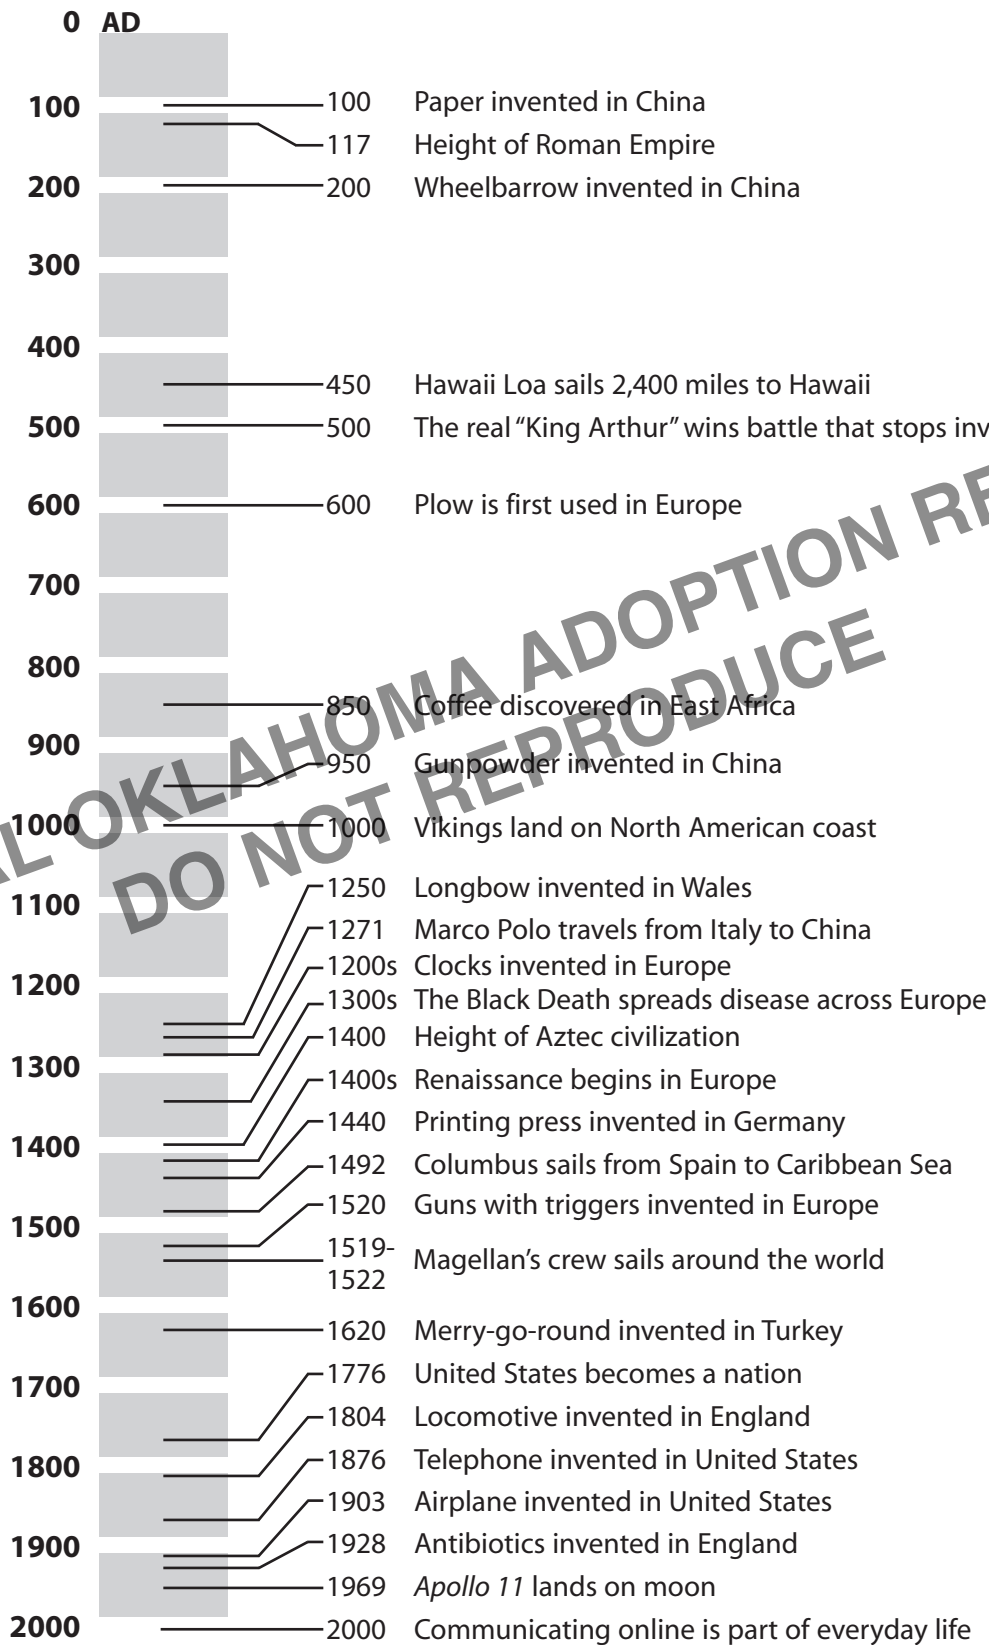 0 AD
100
200
300
400
500
600
700
800
900
1000
1100
1200
1300
1400
1500
1600
1700
1800
1900
2000
100 Paper invented in China
117 Height of Roman Empire
200 Wheelbarrow invented in China
450 Hawaii Loa sails 2,400 miles to Hawaii
500 The real “King Arthur” wins battle that stops inv
600 Plow is first used in Europe
850 Coffee discovered in East Africa
950 Gunpowder invented in China
1000 Vikings land on North American coast
1250 Longbow invented in Wales
1271 Marco Polo travels from Italy to China
1200s Clocks invented in Europe
1300s The Black Death spreads disease across Europe
1400 Height of Aztec civilization
1400s Renaissance begins in Europe
1440 Printing press invented in Germany
1492 Columbus sails from Spain to Caribbean Sea
1520 Guns with triggers invented in Europe
1519-
1522 Magellan’s crew sails around the world
1620 Merry-go-round invented in Turkey
1776 United States becomes a nation
1804 Locomotive invented in England
1876 Telephone invented in United States
1903 Airplane invented in United States
1928 Antibiotics invented in England
1969 Apollo 11 lands on moon
2000 Communicating online is part of everyday life
AL OKLAHOMA ADOPTION RE
DO NOT REPRODUCE